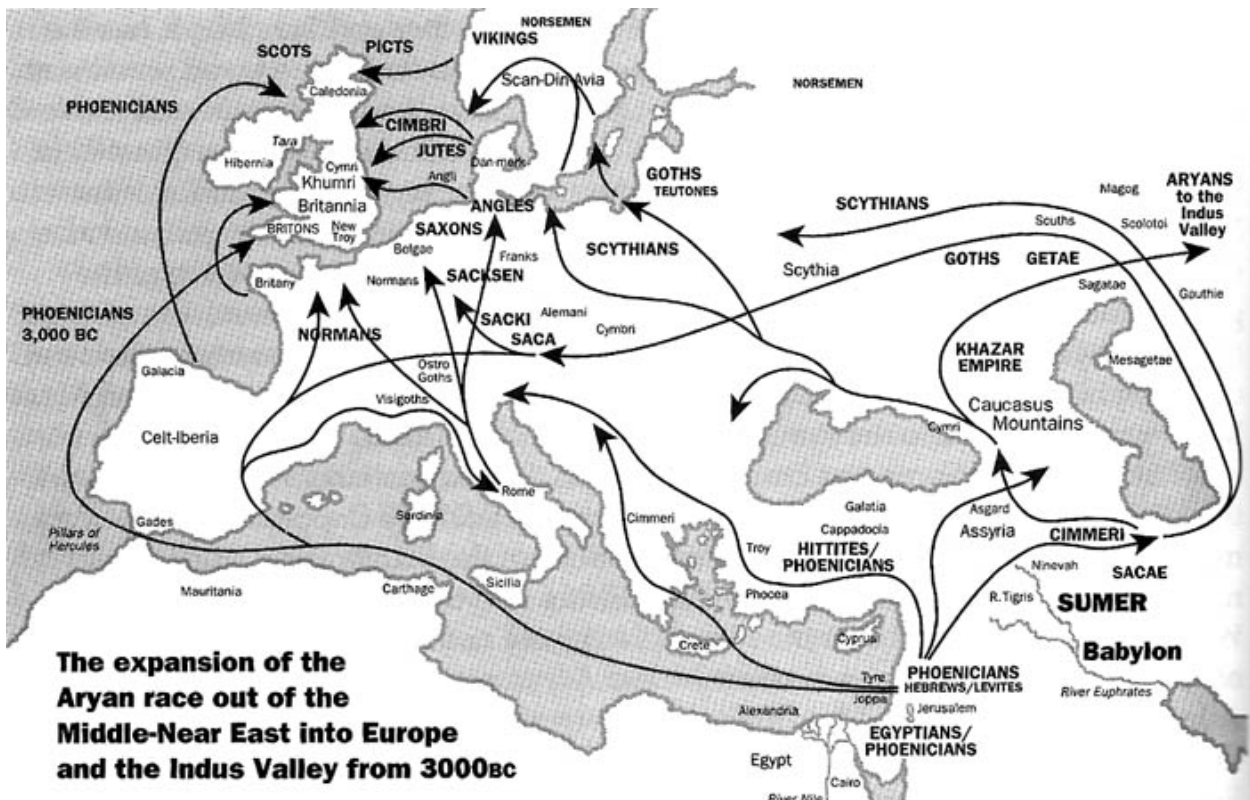 NORSEMEN
VIKINGS
SCOTS
PICTS
Scan-Din Avia
NORSEMEN
PHOENICIANS
Caledonia
CIMBRI
JUTES
Tara
Hibernia
Cymri
Khumri
Britannia
Angli
Dan-merk
GOTHS
TEUTONES
Magog
ARYANS
to the
Indus
Valley
SCYTHIANS
Scuths
Scolotoi
BRITONS
New
Troy
ANGLES
SAXONS
Belgae
Franks
SCYTHIANS
Scythia
GOTHS
GETAE
Sagatae
Gauthie
Britany
Normans
SACKSEN
SACKI
SACA
Alemani
Cymbri
PHOENICIANS
3,000 BC
NORMANS
KHAZAR
EMPIRE
Mesagetae
Galacia
Ostro
Goths
Visigoths
Caucasus
Mountains
Cymri
Celt-Iberia
Rome
Sardinia
Gades
Pillars of
Hercules
Cimmeri
Galatia
Cappadocia
Troy
HITTITES/
PHOENICIANS
Asgard
Assyria
CIMMERI
SACAE
Ninevah
R.Tigris
SUMER
Babylon
River Euphrates
Mauritania
Carthage
Sicilia
Phocea
Crete
Cyprus
Tyre
Joppa
PHOENICIANS
HEBREWS/LEVITES
Jerusalem
Alexandria
EGYPTIANS/
PHOENICIANS
Egypt
Cairo
River Nile
The expansion of the
Aryan race out of the
Middle-Near East into Europe
and the Indus Valley from 3000BC